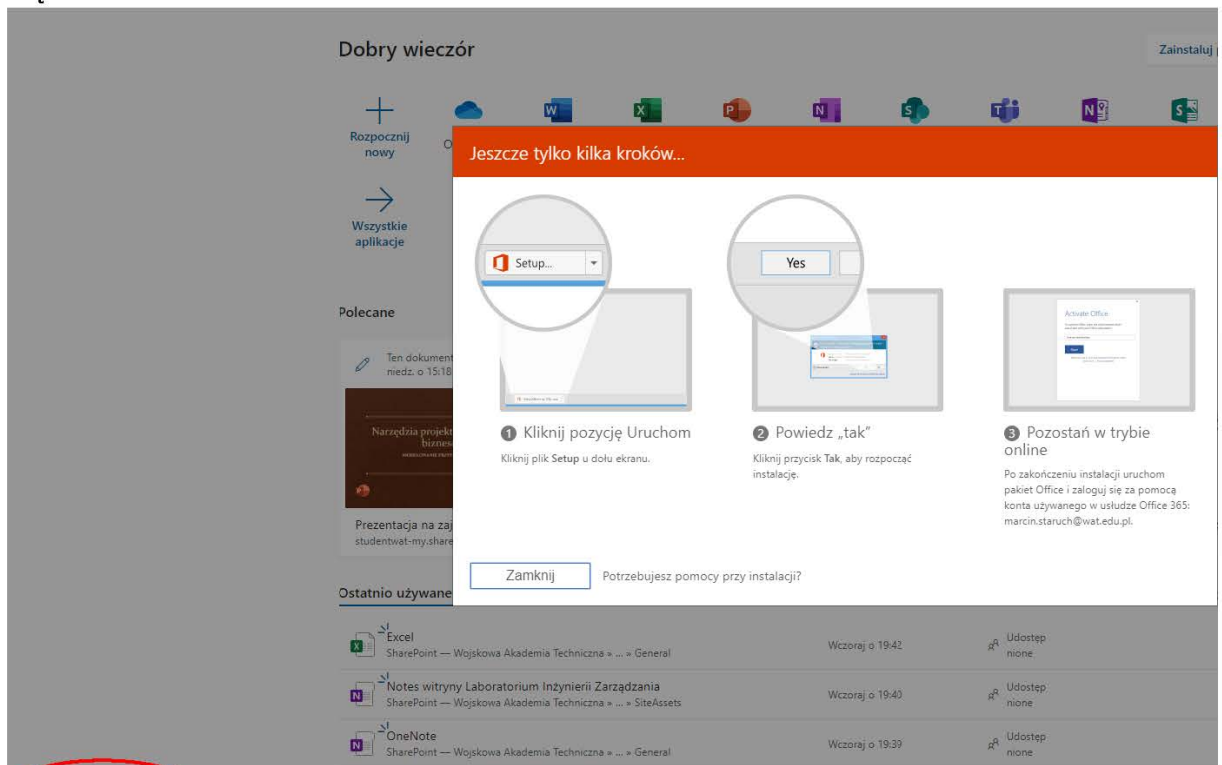 Dobry wieczór
Zainstaluj
Rozpocznij
nowy
Wszystkie
aplikacje
Jeszcze tylko kilka kroków...
Setup...
Yes
Activate Office
1 Kliknij pozycję Uruchom
Kliknij plik Setup u dołu ekranu.
2 Powiedz „tak”
Kliknij przycisk Tak, aby rozpocząć
instalację.
3 Pozostań w trybie
online
Po zakończeniu instalacji uruchom
pakiet Office i zaloguj się za pomocą
konta używanego w usłudze Office 365:
marcin.staruch@wat.edu.pl.
Zamknij
Potrzebujesz pomocy przy instalacji?
Polecane
Ten dokument
niedz. o 15:18
Narzędzia projekt
biznes
Prezentacja na zaj
studentwat-my.share
Ostatnio używane
Excel
SharePoint — Wojskowa Akademia Techniczna » ... » General
Wczoraj o 19:42
Udostęp
nione
Notes witryny Laboratorium Inżynierii Zarządzania
SharePoint — Wojskowa Akademia Techniczna » ... » SiteAssets
Wczoraj o 19:40
Udostęp
nione
OneNote
SharePoint — Wojskowa Akademia Techniczna » ... » General
Wczoraj o 19:39
Udostęp
nione